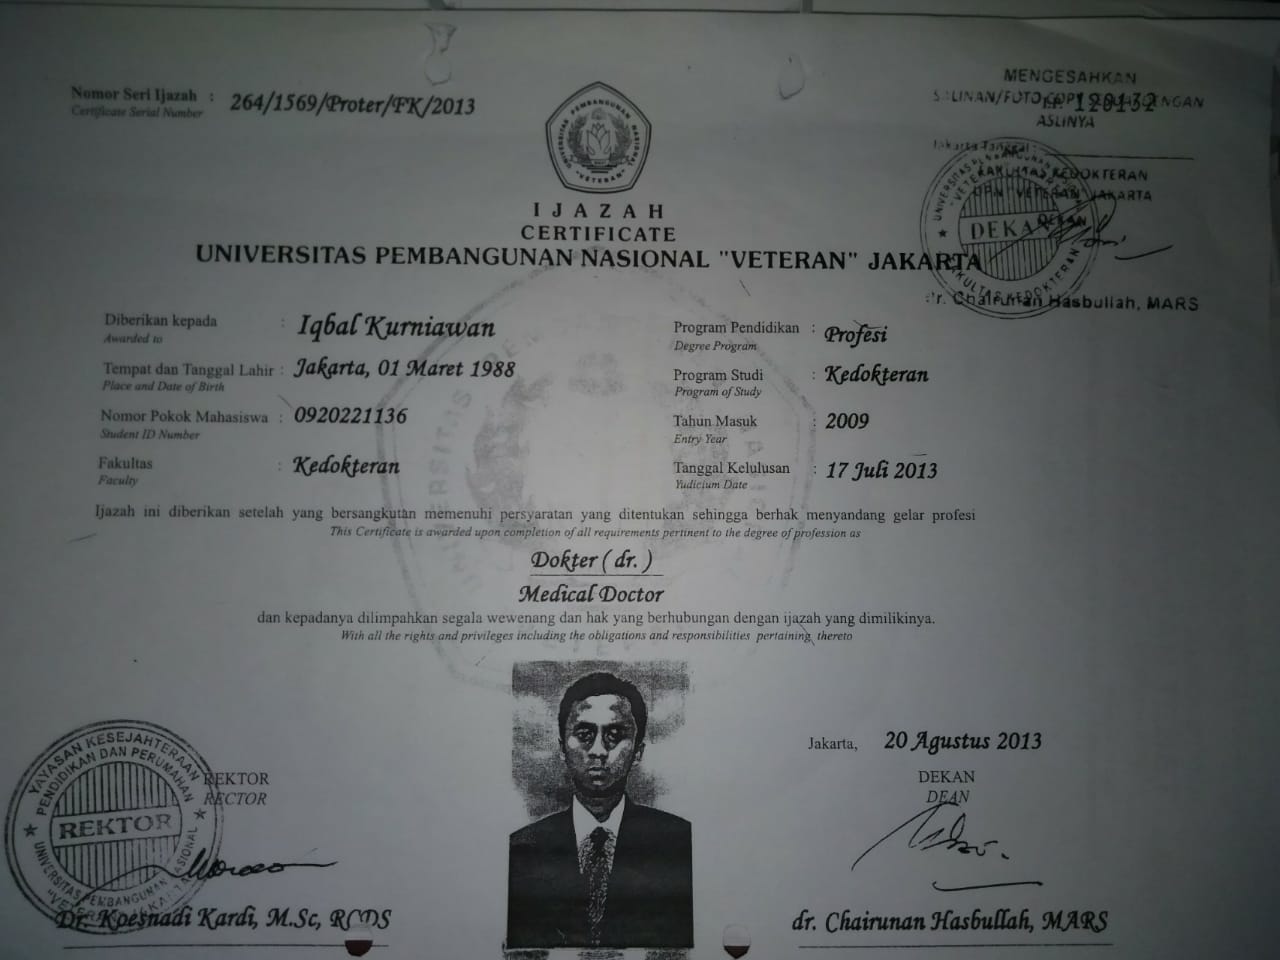 Nomor Seri Ijazah : 264/1569/Proter/FK/2013
Certificate Serial Number
MENGESAHKAN
SALINAN/FOTO COPY DENGAN
120132
ASLINYA
Jakarta Tanggal :
FAKULTAS KEDOKTERAN
UPN VETERAN JAKARTA
DEKAN
dr. Chairunan Hasbullah, MARS
UNIVERSITAS PEMBANGUNAN NASIONAL "VETERAN"
IJAZAH
CERTIFICATE
UNIVERSITAS PEMBANGUNAN NASIONAL "VETERAN" JAKARTA
Diberikan kepada : Iqbal Kurniawan
Awarded to
Tempat dan Tanggal Lahir : Jakarta, 01 Maret 1988
Place and Date of Birth
Nomor Pokok Mahasiswa : 0920221136
Student ID Number
Fakultas : Kedokteran
Faculty
Program Pendidikan : Profesi
Degree Program
Program Studi : Kedokteran
Program of Study
Tahun Masuk : 2009
Entry Year
Tanggal Kelulusan : 17 Juli 2013
Yudicium Date
Ijazah ini diberikan setelah yang bersangkutan memenuhi persyaratan yang ditentukan sehingga berhak menyandang gelar profesi
This Certificate is awarded upon completion of all requirements pertinent to the degree of profession as
Dokter ( dr. )
Medical Doctor
dan kepadanya dilimpahkan segala wewenang dan hak yang berhubungan dengan ijazah yang dimilikinya.
With all the rights and privileges including the obligations and responsibilities pertaining thereto
Jakarta, 20 Agustus 2013
REKTOR
RECTOR
YAYASAN KESEJAHTERAAN
PENDIDIKAN DAN PERUMAHAN
REKTOR
UNIVERSITAS PEMBANGUNAN NASIONAL
"VETERAN" JAKARTA
Dr. Koesnadi Kardi, M.Sc, RCDS
DEKAN
DEAN
dr. Chairunan Hasbullah, MARS